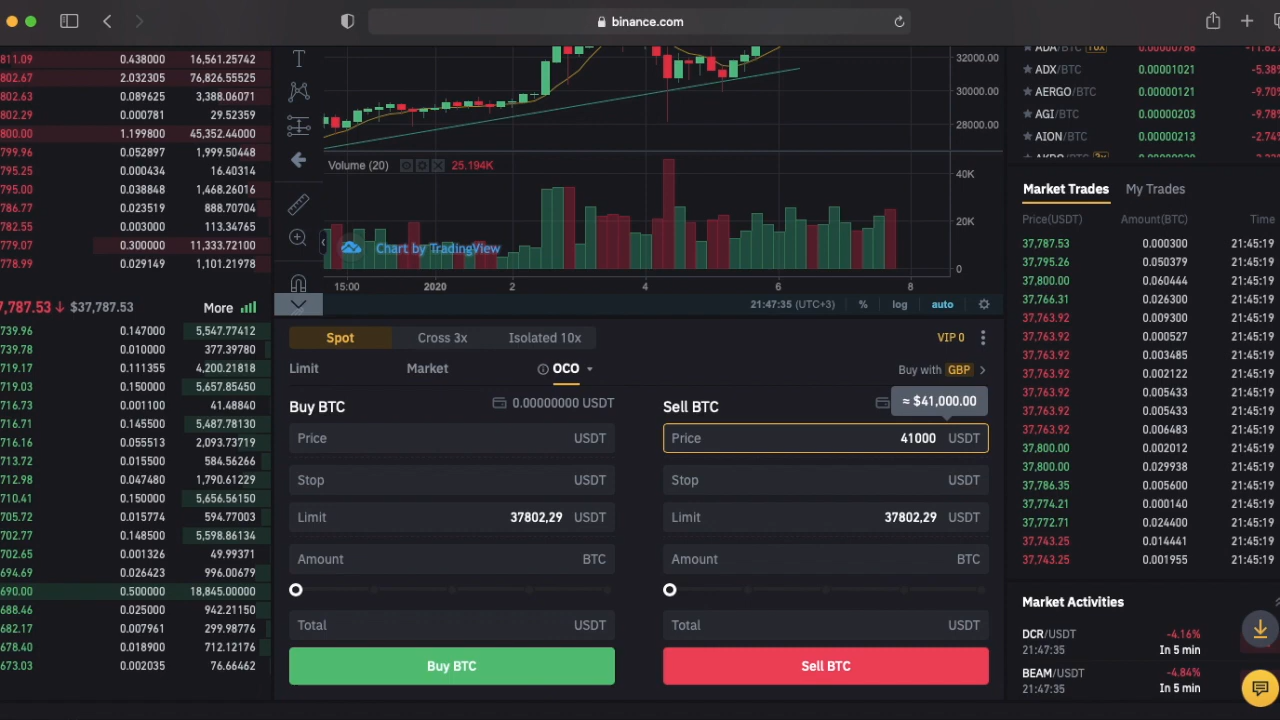 binance.com
811.09 0.438000 16,561.25742
802.67 2.032305 76,826.55525
802.63 0.089625 3,388.06071
802.29 0.000781 29.52359
800.00 1.199800 45,352.44000
799.96 0.052897 1,999.50448
795.25 0.000434 16.40314
795.00 0.038848 1,468.26016
786.77 0.023519 888.70704
782.55 0.003000 113.34765
779.07 0.300000 11,333.72100
778.99 0.029149 1,101.21978
7,787.53 ↓ $37,787.53 More
739.96 0.147000 5,547.77412
739.78 0.010000 377.39780
719.17 0.111355 4,200.21818
719.03 0.150000 5,657.85450
716.73 0.001100 41.48840
716.71 0.145500 5,487.78130
716.16 0.055513 2,093.73719
713.72 0.015500 584.56266
712.98 0.047480 1,790.61229
710.41 0.150000 5,656.56150
705.72 0.015774 594.77003
702.77 0.148500 5,598.86134
702.65 0.001326 49.99371
694.69 0.026423 996.00679
690.00 0.500000 18,845.00000
688.46 0.025000 942.21150
682.17 0.007961 299.98776
678.40 0.018900 712.12176
673.03 0.002035 76.66462
32000.00
30000.00
28000.00
Volume (20) 25.194K
40K
20K
0
Chart by TradingView
15:00 2020 2 4 6 8
21:47:35 (UTC+3) % log auto
Spot Cross 3x Isolated 10x VIP 0
Limit Market OCO Buy with GBP
≈ $41,000.00
Buy BTC 0.00000000 USDT
Price USDT
Stop USDT
Limit 37802,29 USDT
Amount BTC
Total USDT
Buy BTC
Sell BTC
Price 41000 USDT
Stop USDT
Limit 37802,29 USDT
Amount BTC
Total USDT
Sell BTC
ADX/BTC 0.00001021 -5.38%
AERGO/BTC 0.00000121 -9.70%
AGI/BTC 0.00000203 -9.78%
AION/BTC 0.00000213 -2.74%
Market Trades My Trades
Price(USDT) Amount(BTC) Time
37,787.53 0.000300 21:45:19
37,795.26 0.050379 21:45:19
37,800.00 0.060444 21:45:19
37,766.31 0.026300 21:45:19
37,763.92 0.009300 21:45:19
37,763.92 0.000527 21:45:19
37,763.92 0.003485 21:45:19
37,763.92 0.002122 21:45:19
37,763.92 0.005433 21:45:19
37,763.92 0.005433 21:45:19
37,763.92 0.006483 21:45:19
37,800.00 0.002012 21:45:19
37,800.00 0.029938 21:45:19
37,786.35 0.005600 21:45:19
37,774.21 0.000140 21:45:19
37,772.71 0.024400 21:45:19
37,743.25 0.014441 21:45:19
37,743.25 0.001955 21:45:19
Market Activities
DCR/USDT -4.16%
21:47:35 In 5 min
BEAM/USDT -4.84%
21:47:35 In 5 min